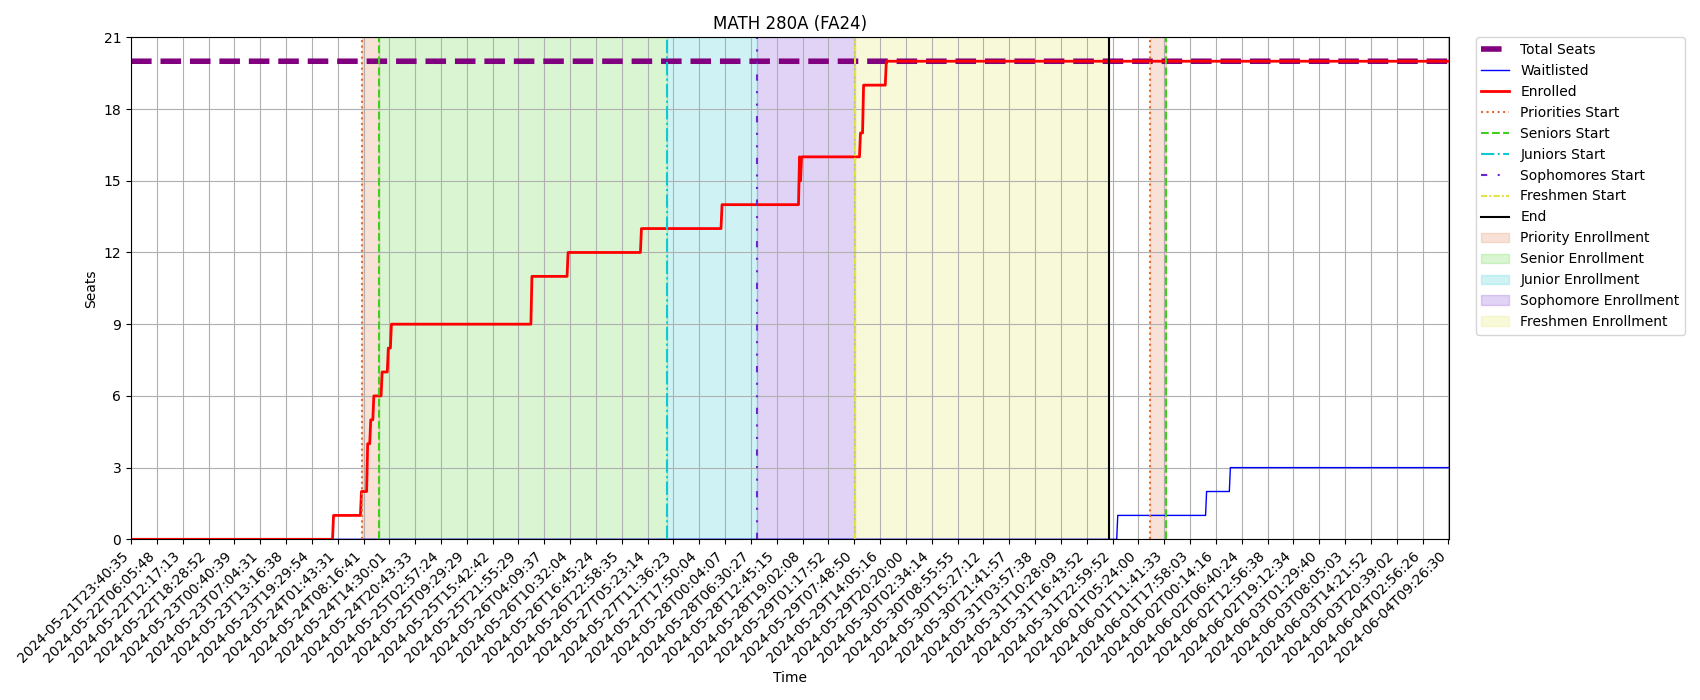 MATH 280A (FA24)
Seats
21
18
15
12
9
6
3
0
2024-05-21T23:40:35
2024-05-22T06:05:48
2024-05-22T12:17:13
2024-05-22T18:28:52
2024-05-23T00:40:39
2024-05-23T07:04:31
2024-05-23T13:16:38
2024-05-23T19:29:54
2024-05-24T01:43:31
2024-05-24T08:16:41
2024-05-24T14:30:01
2024-05-24T20:43:33
2024-05-25T02:57:24
2024-05-25T09:29:29
2024-05-25T15:42:42
2024-05-25T21:55:29
2024-05-26T04:09:37
2024-05-26T10:32:04
2024-05-26T16:45:24
2024-05-26T22:58:35
2024-05-27T05:23:14
2024-05-27T11:36:23
2024-05-27T17:50:04
2024-05-28T00:04:07
2024-05-28T06:30:27
2024-05-28T12:45:15
2024-05-28T19:02:08
2024-05-29T01:17:52
2024-05-29T07:48:50
2024-05-29T14:05:16
2024-05-29T20:20:00
2024-05-30T02:34:14
2024-05-30T08:55:55
2024-05-30T15:27:12
2024-05-30T21:41:57
2024-05-31T03:57:38
2024-05-31T10:28:09
2024-05-31T16:43:52
2024-05-31T22:59:52
2024-06-01T05:24:00
2024-06-01T11:41:33
2024-06-01T17:58:03
2024-06-02T00:14:16
2024-06-02T06:40:24
2024-06-02T12:56:38
2024-06-02T19:12:34
2024-06-03T01:29:40
2024-06-03T08:05:03
2024-06-03T14:21:52
2024-06-03T20:39:02
2024-06-04T02:56:26
2024-06-04T09:26:30
Time
Total Seats
Waitlisted
Enrolled
Priorities Start
Seniors Start
Juniors Start
Sophomores Start
Freshmen Start
End
Priority Enrollment
Senior Enrollment
Junior Enrollment
Sophomore Enrollment
Freshmen Enrollment